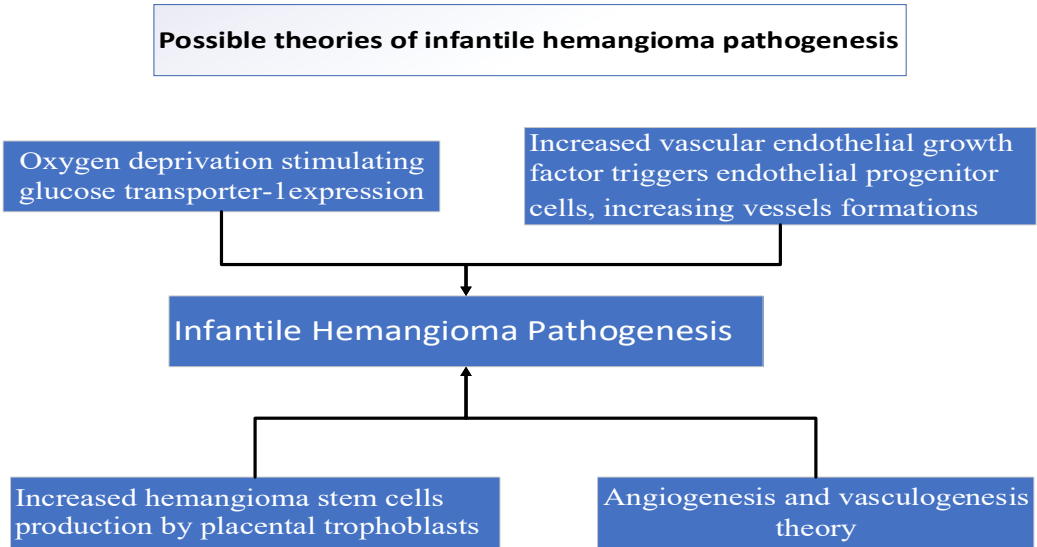 Possible theories of infantile hemangioma pathogenesis
Oxygen deprivation stimulating
glucose transporter-1expression
Increased vascular endothelial growth
factor triggers endothelial progenitor
cells, increasing vessels formations
Infantile Hemangioma Pathogenesis
Increased hemangioma stem cells
production by placental trophoblasts
Angiogenesis and vasculogenesis
theory